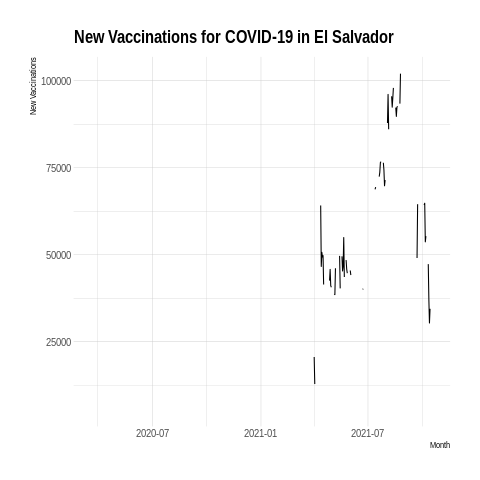 New Vaccinations for COVID-19 in El Salvador
New Vaccinations
100000
75000
50000
25000
2020-07
2021-01
2021-07
Month